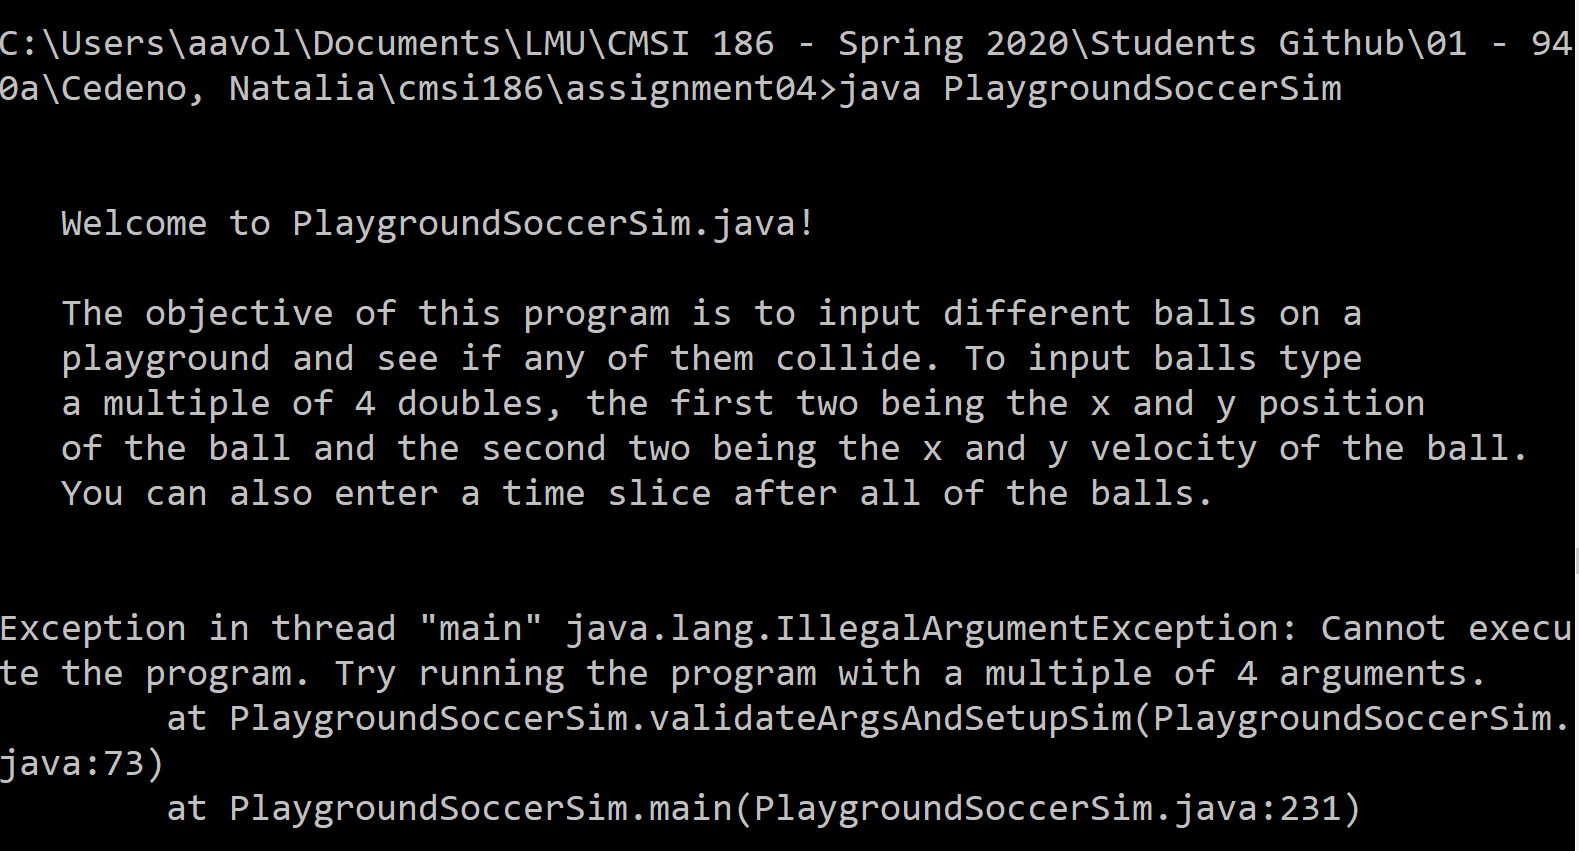 C:\Users\aavol\Documents\LMU\CMSI 186 - Spring 2020\Students Github\01 - 94
0a\Cedeno, Natalia\cmsi186\assignment04>java PlaygroundSoccerSim
Welcome to PlaygroundSoccerSim.java!
The objective of this program is to input different balls on a
playground and see if any of them collide. To input balls type
a multiple of 4 doubles, the first two being the x and y position
of the ball and the second two being the x and y velocity of the ball.
You can also enter a time slice after all of the balls.
Exception in thread "main" java.lang.IllegalArgumentException: Cannot execu
te the program. Try running the program with a multiple of 4 arguments.
at PlaygroundSoccerSim.validateArgsAndSetupSim(PlaygroundSoccerSim.
java:73)
at PlaygroundSoccerSim.main(PlaygroundSoccerSim.java:231)